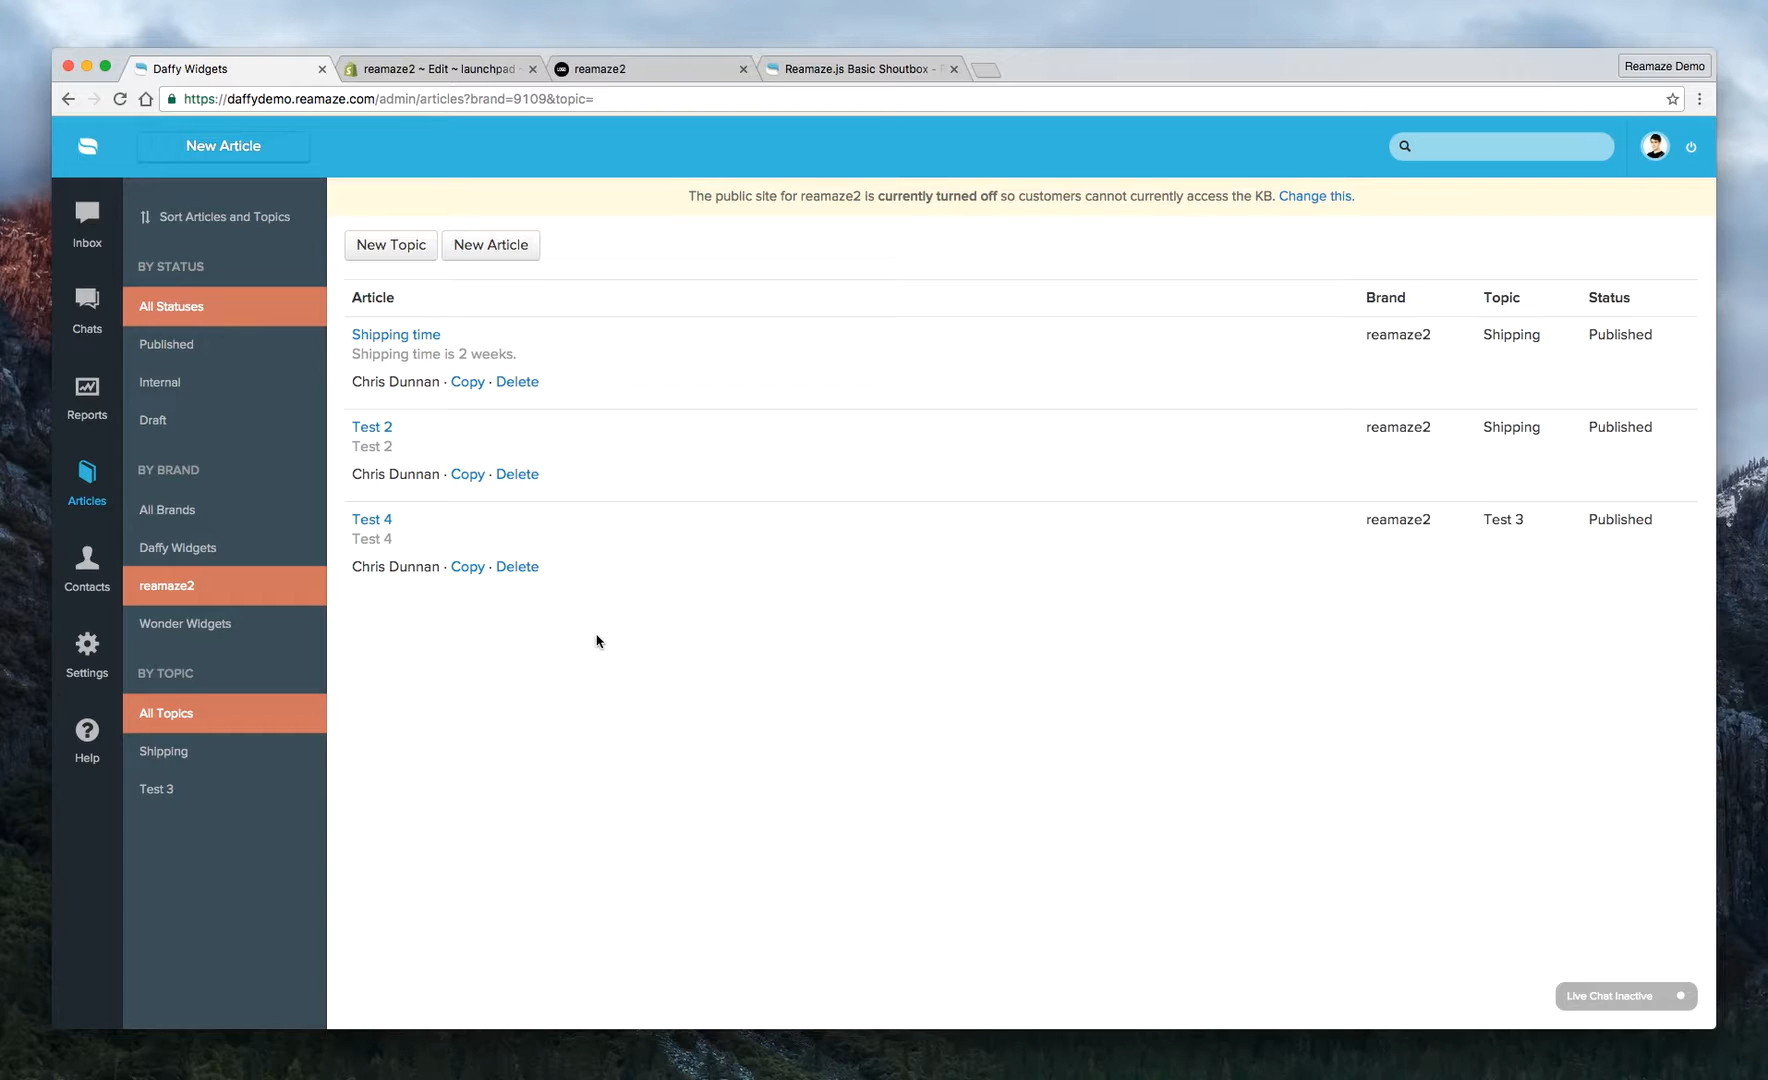 Daffy Widgets
reamaze2 ~ Edit ~ launchpad
reamaze2
Reamaze.js Basic Shoutbox -
Reamaze Demo
https://daffydemo.reamaze.com/admin/articles?brand=9109&topic=
New Article
Inbox
Chats
Reports
Articles
Contacts
Settings
Help
Sort Articles and Topics
BY STATUS
All Statuses
Published
Internal
Draft
BY BRAND
All Brands
Daffy Widgets
reamaze2
Wonder Widgets
BY TOPIC
All Topics
Shipping
Test 3
The public site for reamaze2 is currently turned off so customers cannot currently access the KB. Change this.
New Topic New Article
Article Brand Topic Status
Shipping time reamaze2 Shipping Published
Shipping time is 2 weeks.
Chris Dunnan · Copy · Delete
Test 2 reamaze2 Shipping Published
Test 2
Chris Dunnan · Copy · Delete
Test 4 reamaze2 Test 3 Published
Test 4
Chris Dunnan · Copy · Delete
Live Chat Inactive